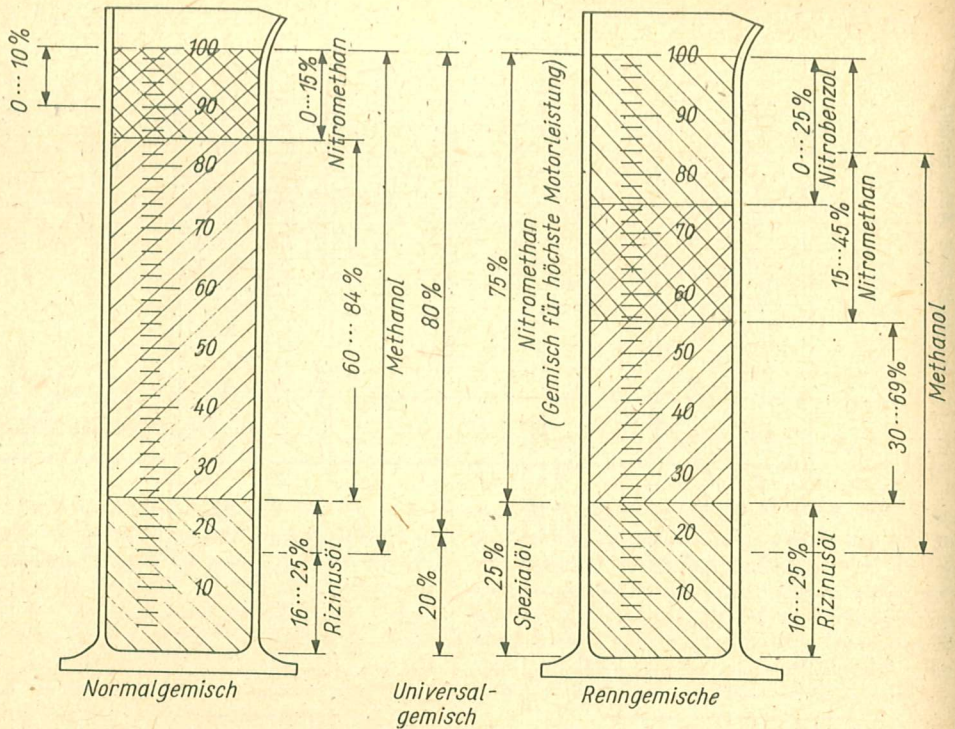 0 ··· 10%
100
90
80
70
60
50
40
30
20
10
0···15%
Nitromethan
60 ··· 84 %
Methanol
16 ··· 25%
Rizinusöl
Normalgemisch
80 %
20 %
Universal-
gemisch
75%
Nitromethan
(Gemisch für höchste Motorleistung)
25%
Spezialöl
100
90
80
70
60
50
40
30
20
10
0 ··· 25%
Nitrobenzol
15 ··· 45%
Nitromethan
30 ··· 69%
Methanol
16 ··· 25%
Rizinusöl
Renngemische